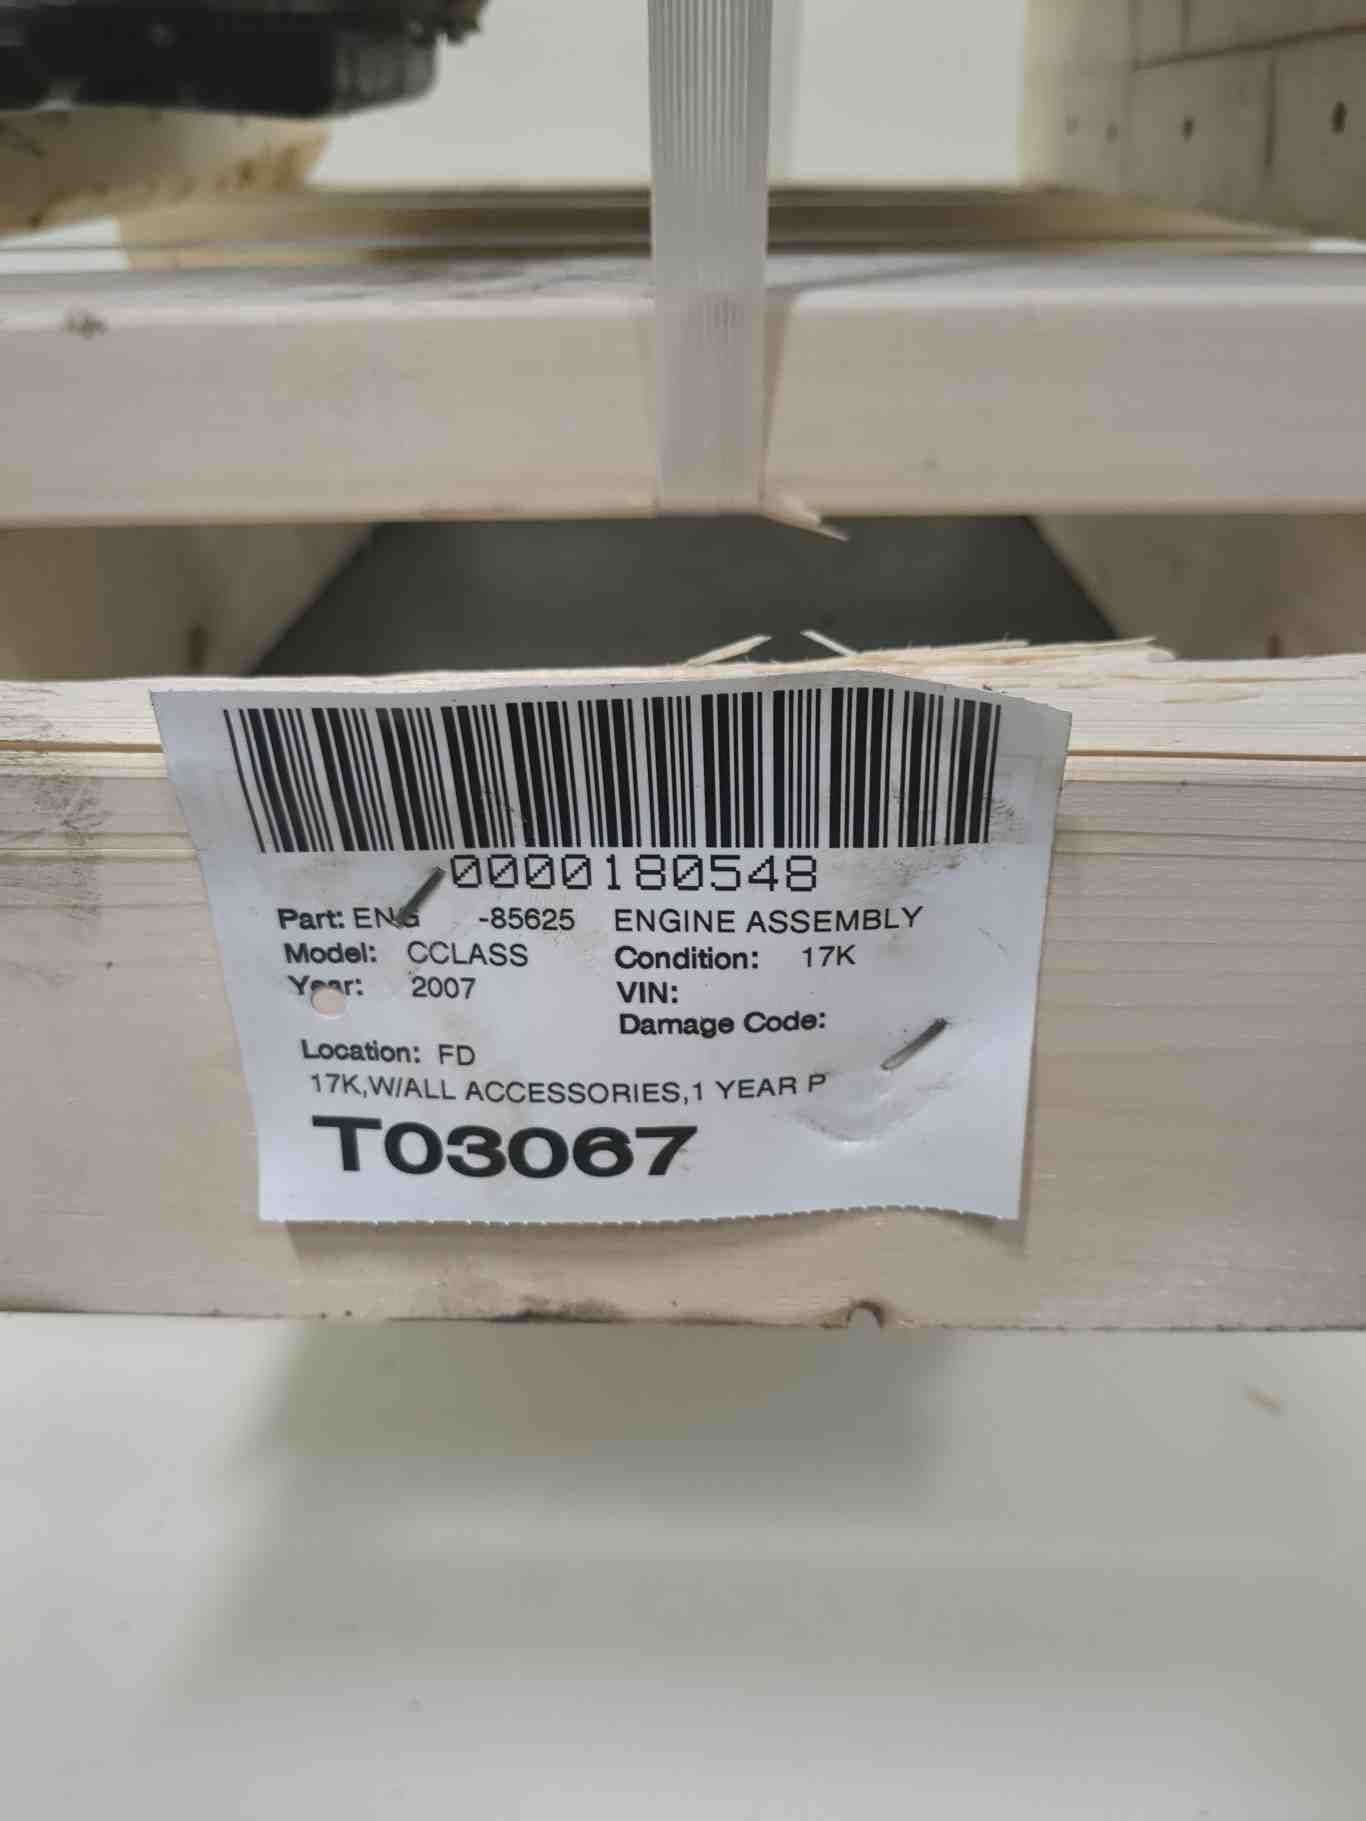 0000180548
Part: ENG -85625 ENGINE ASSEMBLY
Model: CCLASS Condition: 17K
Year: 2007 VIN:
Damage Code:
Location: FD
17K,W/ALL ACCESSORIES,1 YEAR P
T03067